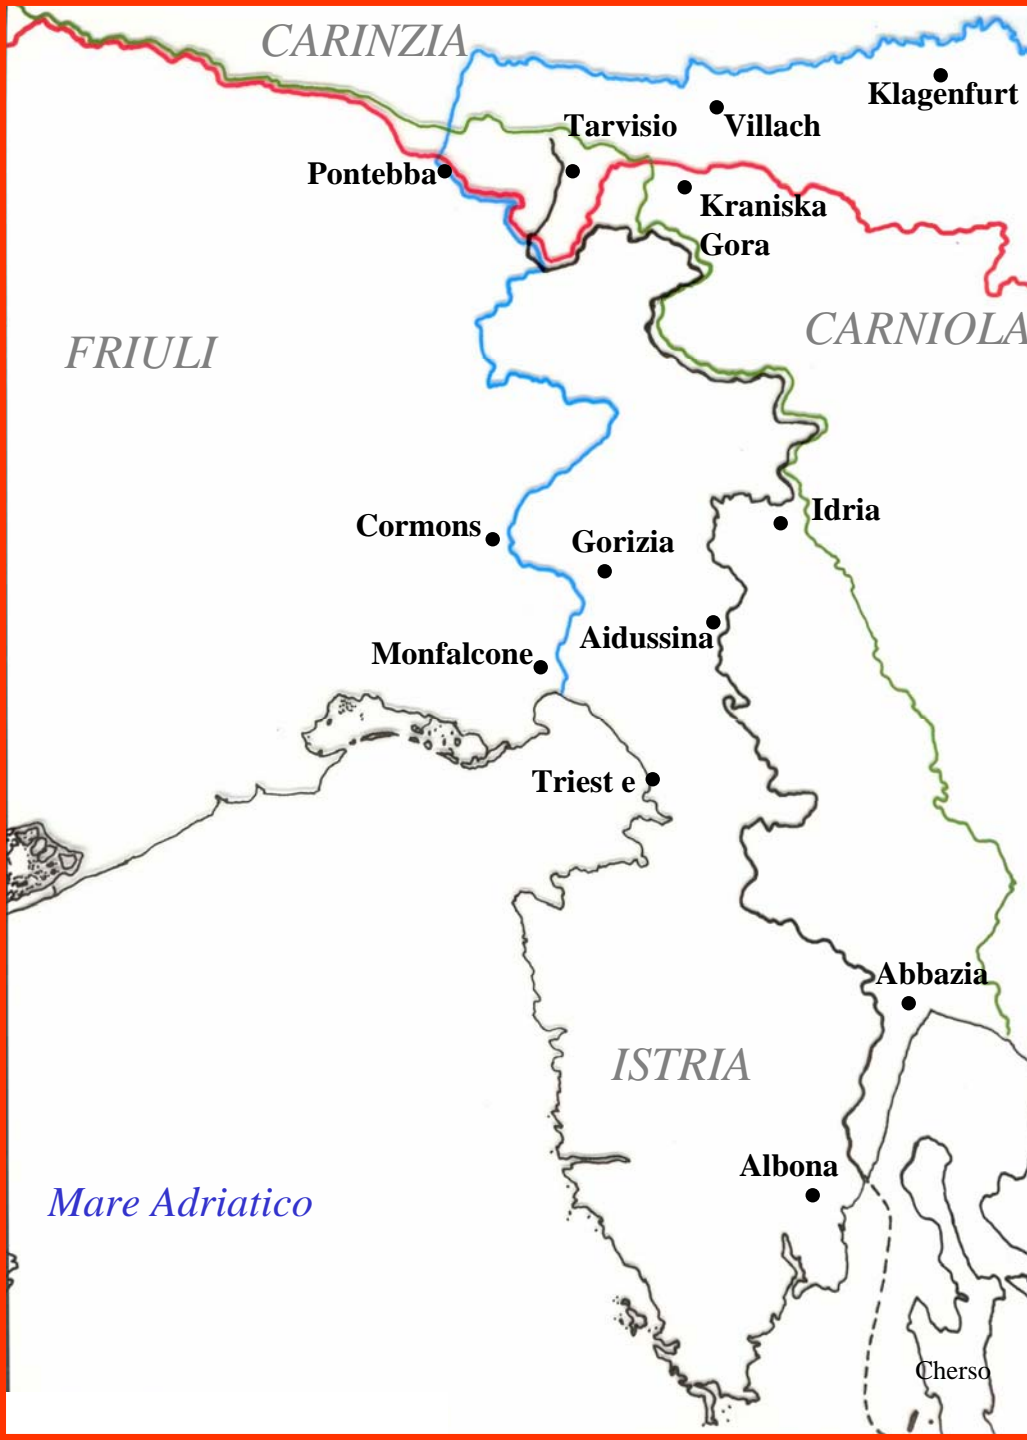 CARINZIA
Klagenfurt
Tarvisio
Villach
Pontebba
Kraniska
Gora
CARNIOLA
FRIULI
Idria
Cormons
Gorizia
Aidussina
Monfalcone
Triest e
Abbazia
ISTRIA
Albona
Mare Adriatico
Cherso